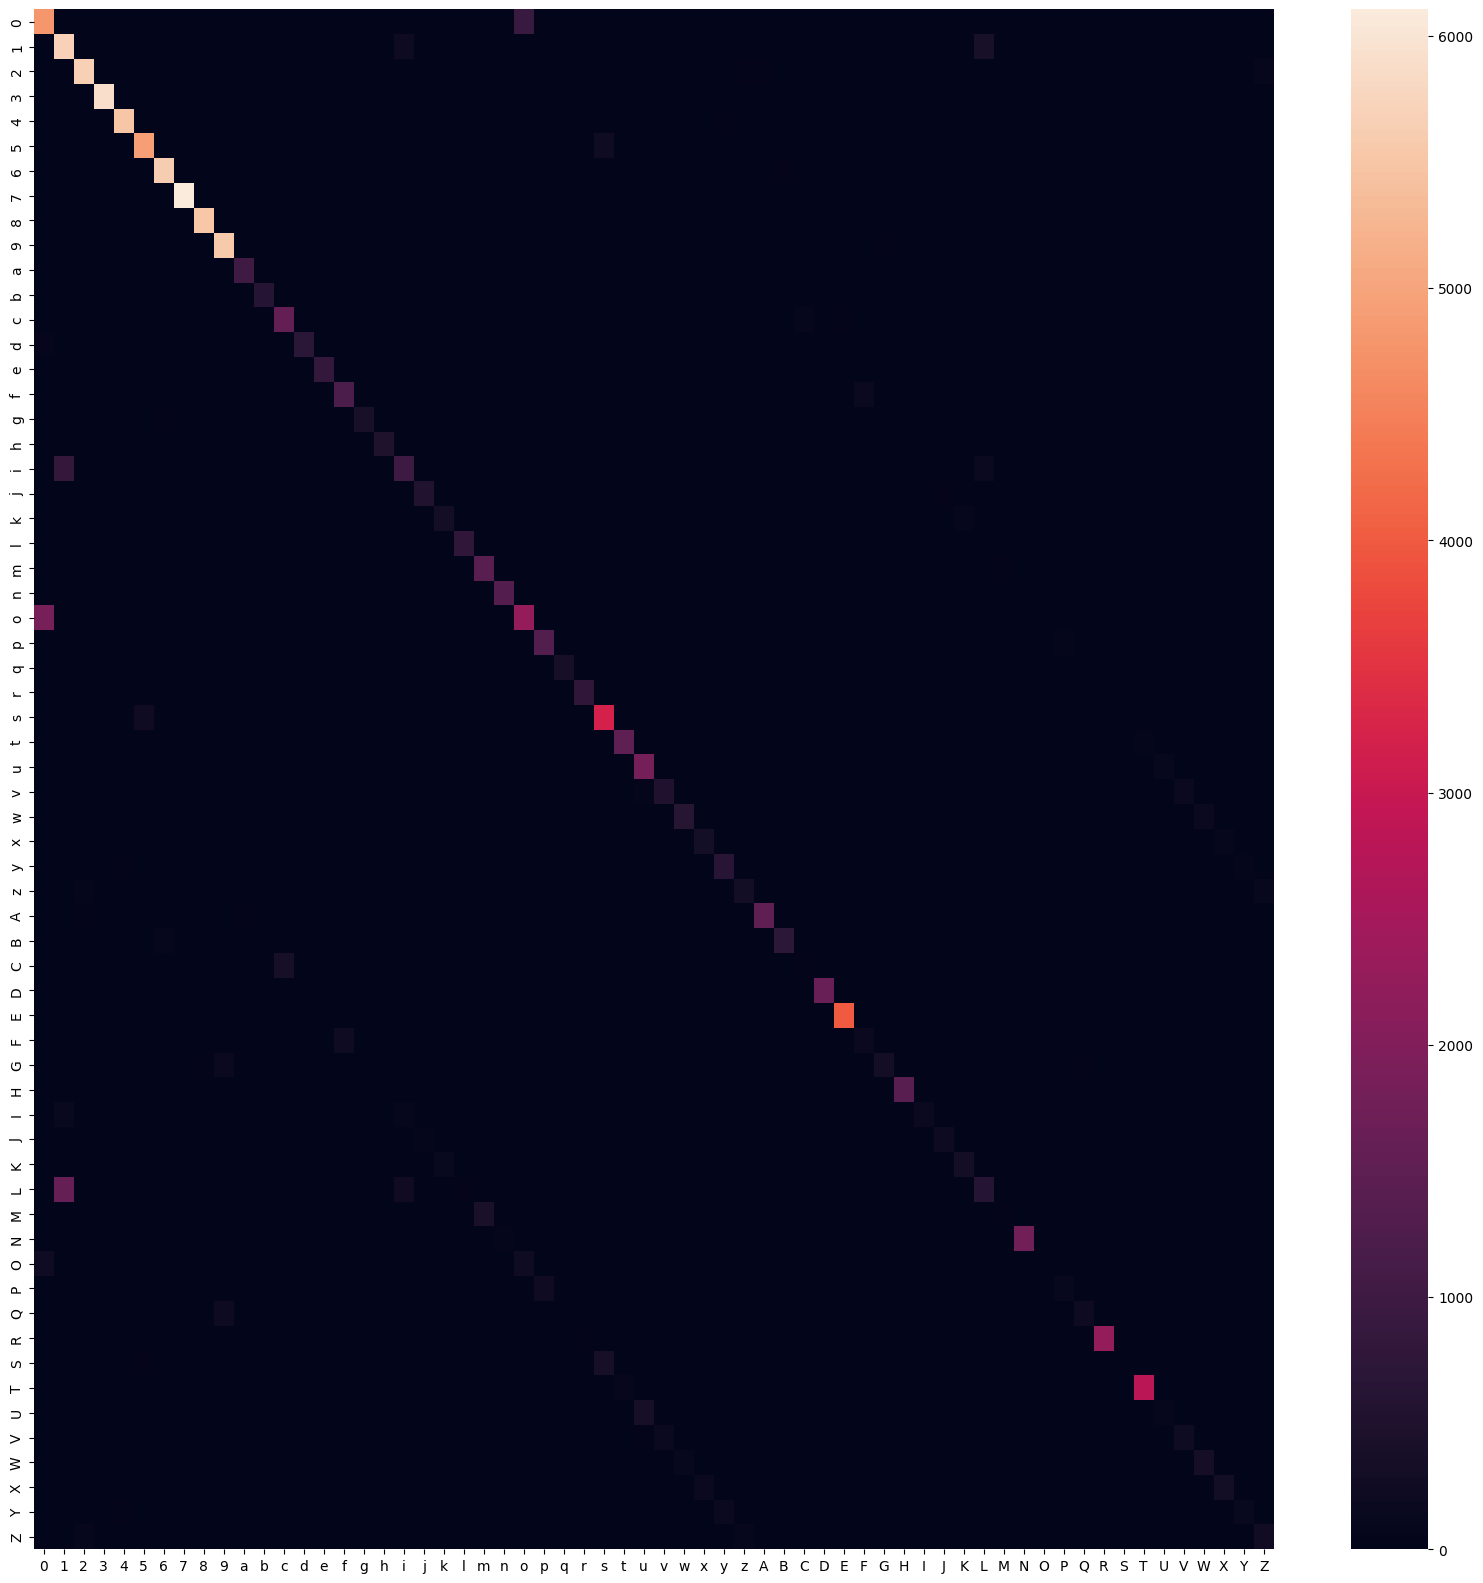 0
1
2
3
4
5
6
7
8
9
a
b
c
d
e
f
g
h
i
j
k
l
m
n
o
p
q
r
s
t
u
v
w
x
y
z
A
B
C
D
E
F
G
H
I
J
K
L
M
N
O
P
Q
R
S
T
U
V
W
X
Y
Z
0 1 2 3 4 5 6 7 8 9 a b c d e f g h i j k l m n o p q r s t u v w x y z A B C D E F G H I J K L M N O P Q R S T U V W X Y Z
6000
5000
4000
3000
2000
1000
0